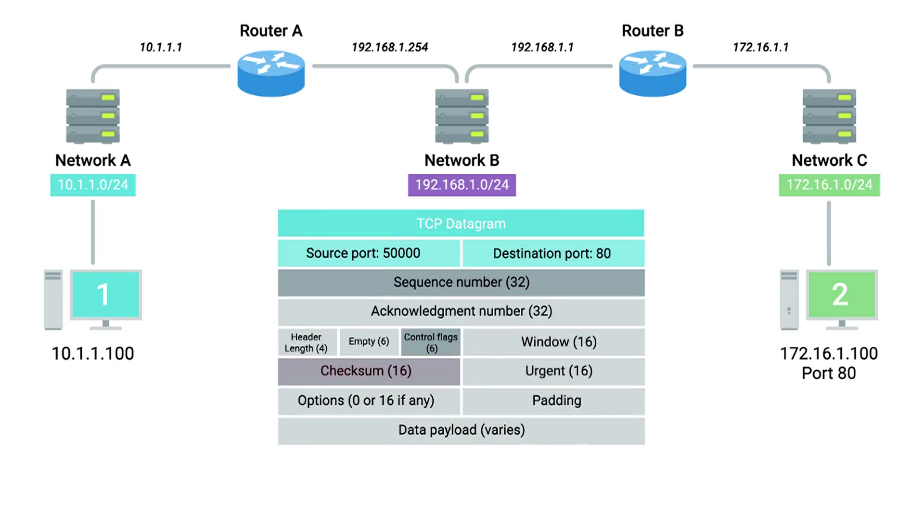 Router A
Router B
10.1.1.1
192.168.1.254
192.168.1.1
172.16.1.1
Network A
Network B
Network C
10.1.1.0/24
192.168.1.0/24
172.16.1.0/24
TCP Datagram
Source port: 50000
Destination port: 80
Sequence number (32)
Acknowledgment number (32)
Header
Length (4)
Empty (6)
Control flags
(6)
Window (16)
Checksum (16)
Urgent (16)
Options (0 or 16 if any)
Padding
Data payload (varies)
1
10.1.1.100
2
172.16.1.100
Port 80